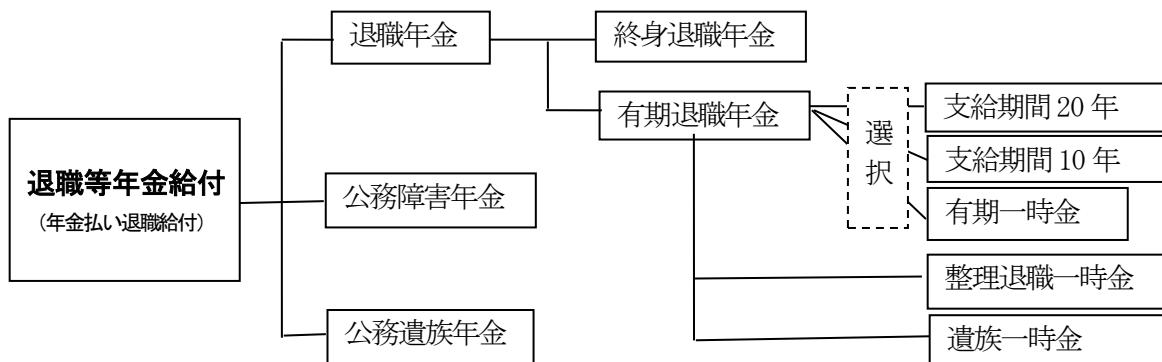 退職等年金給付
（年金払い退職給付）
退職年金
公務障害年金
公務遺族年金
終身退職年金
有期退職年金
選択
支給期間 20 年
支給期間 10 年
有期一時金
整理退職一時金
遺族一時金